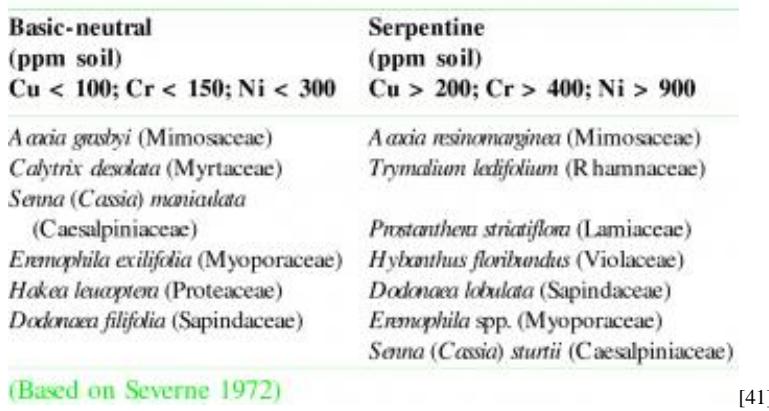 Basic-neutral Serpentine
(ppm soil) (ppm soil)
Cu < 100; Cr < 150; Ni < 300 Cu > 200; Cr > 400; Ni > 900
Acacia grasbyi (Mimosaceae) Acacia resinomarginea (Mimosaceae)
Calytrix desolata (Myrtaceae) Trymalium ledifolium (Rhamnaceae)
Senna (Cassia) maniculata
(Caesalpiniaceae) Prostanthera striatiflora (Lamiaceae)
Eremophila exilifolia (Myoporaceae) Hybanthus floribundus (Violaceae)
Hakea leucoptera (Proteaceae) Dodonaea lobulata (Sapindaceae)
Dodonaea filifolia (Sapindaceae) Eremophila spp. (Myoporaceae)
Senna (Cassia) sturtii (Caesalpiniaceae)
(Based on Severne 1972) [41]